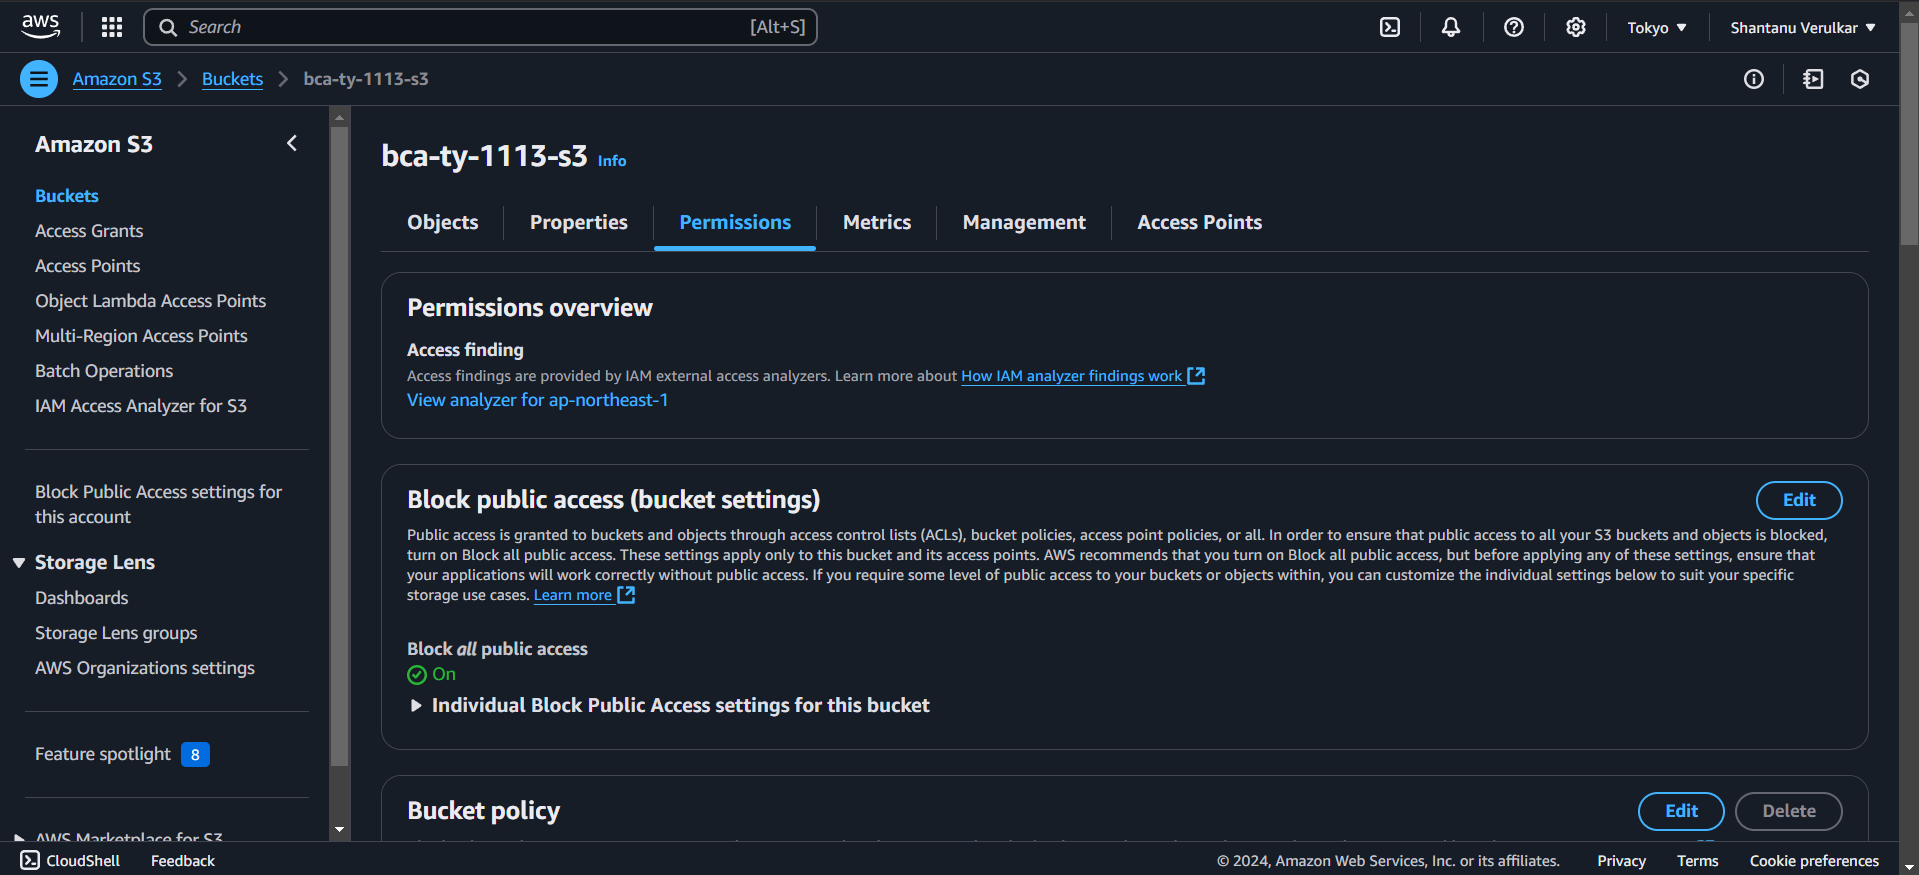 aws
Search [Alt+S]
Tokyo
Shantanu Verulkar
Amazon S3
Buckets
bca-ty-1113-s3
Amazon S3
Buckets
Access Grants
Access Points
Object Lambda Access Points
Multi-Region Access Points
Batch Operations
IAM Access Analyzer for S3
Block Public Access settings for
this account
Storage Lens
Dashboards
Storage Lens groups
AWS Organizations settings
Feature spotlight 8
AWS Marketplace for S3
bca-ty-1113-s3 Info
Objects
Properties
Permissions
Metrics
Management
Access Points
Permissions overview
Access finding
Access findings are provided by IAM external access analyzers. Learn more about How IAM analyzer findings work
View analyzer for ap-northeast-1
Block public access (bucket settings)
Edit
Public access is granted to buckets and objects through access control lists (ACLs), bucket policies, access point policies, or all. In order to ensure that public access to all your S3 buckets and objects is blocked,
turn on Block all public access. These settings apply only to this bucket and its access points. AWS recommends that you turn on Block all public access, but before applying any of these settings, ensure that
your applications will work correctly without public access. If you require some level of public access to your buckets or objects within, you can customize the individual settings below to suit your specific
storage use cases. Learn more
Block all public access
On
Individual Block Public Access settings for this bucket
Bucket policy
Edit
Delete
CloudShell
Feedback
© 2024, Amazon Web Services, Inc. or its affiliates.
Privacy
Terms
Cookie preferences